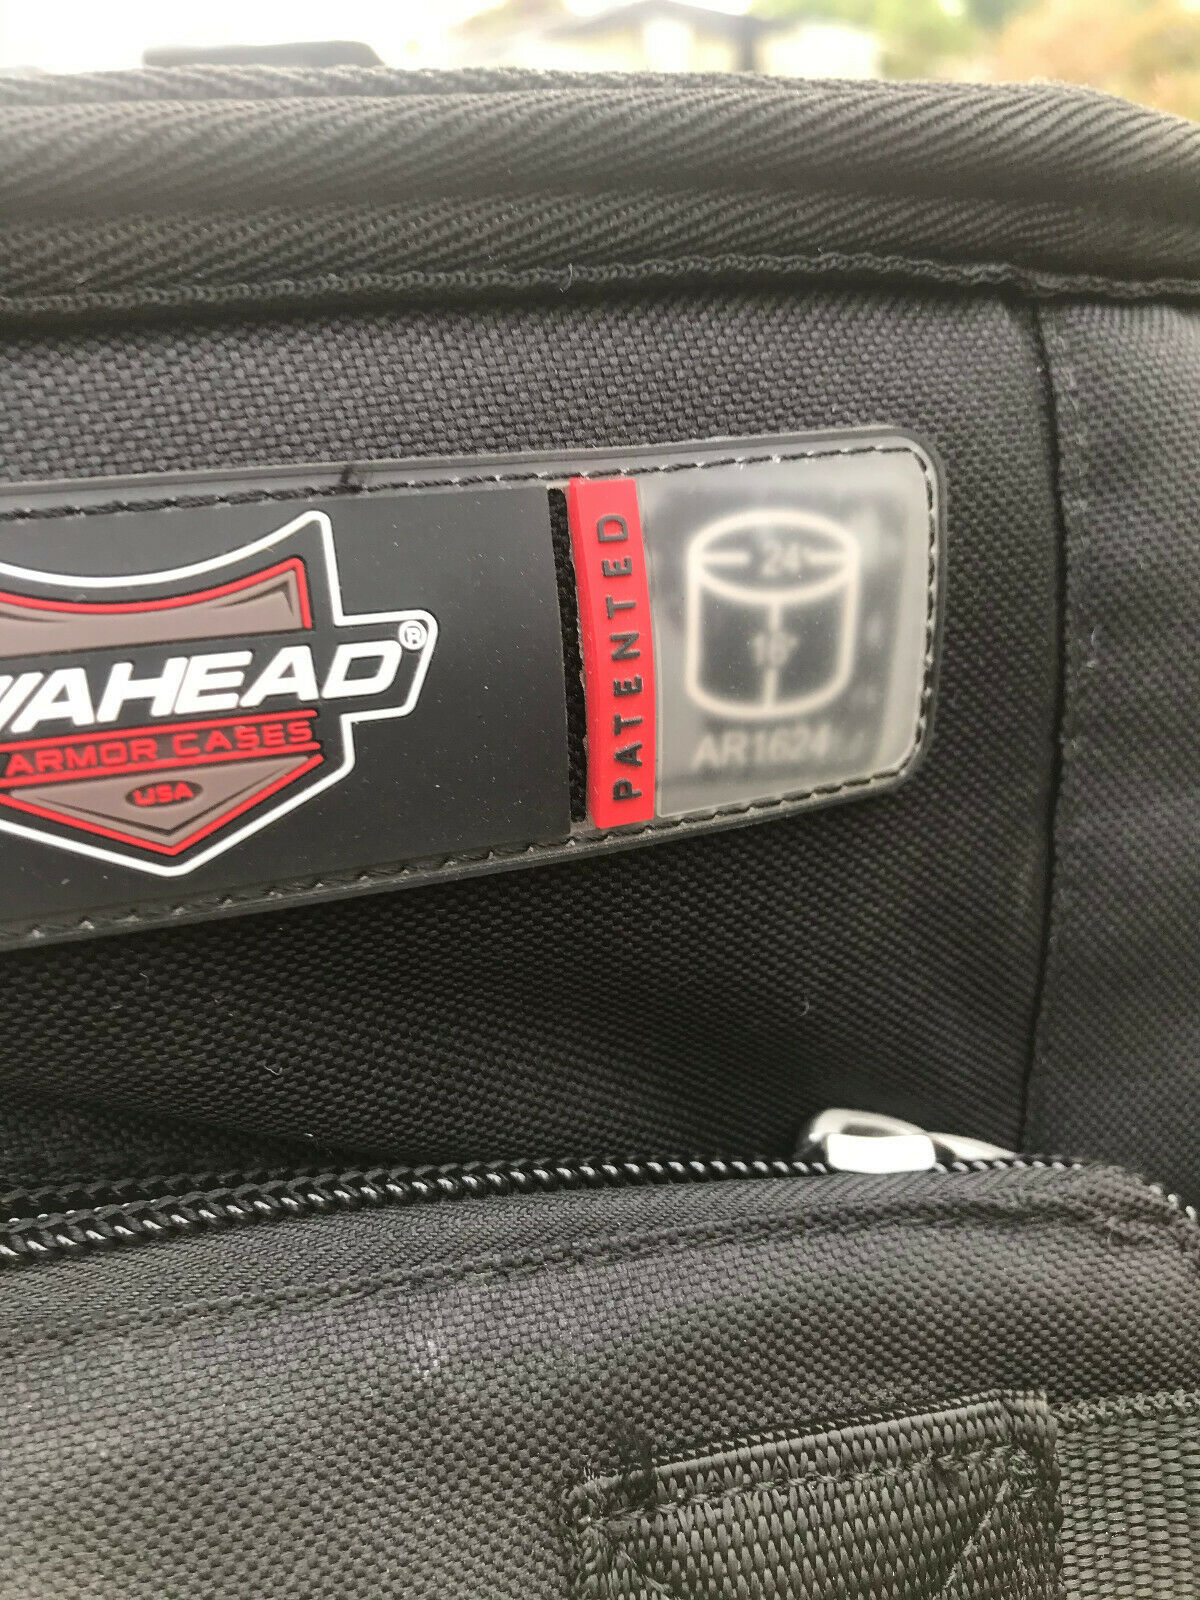 AHEAD®
ARMOR CASES
USA
PATENTED
24"
16"
AR1624